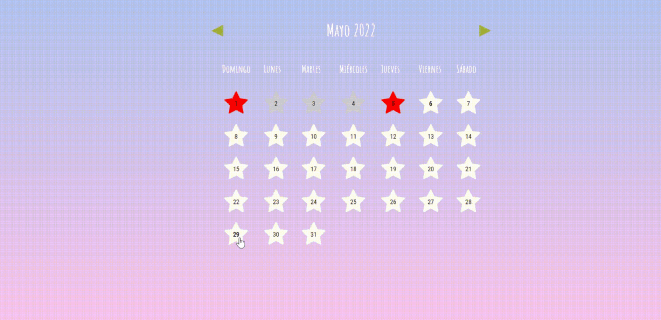 Mayo 2022
Domingo Lunes Martes Miércoles Jueves Viernes Sábado
1 2 3 4 5 6 7
8 9 10 11 12 13 14
15 16 17 18 19 20 21
22 23 24 25 26 27 28
29 30 31